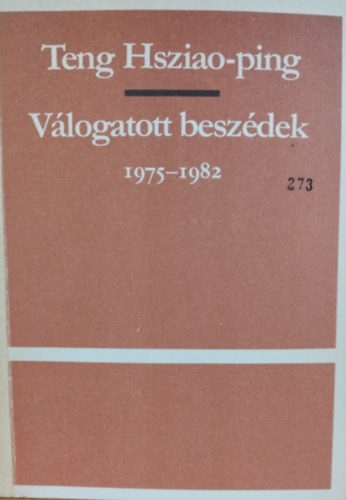 Teng Hsziao-ping
Válogatott beszédek
1975–1982
273